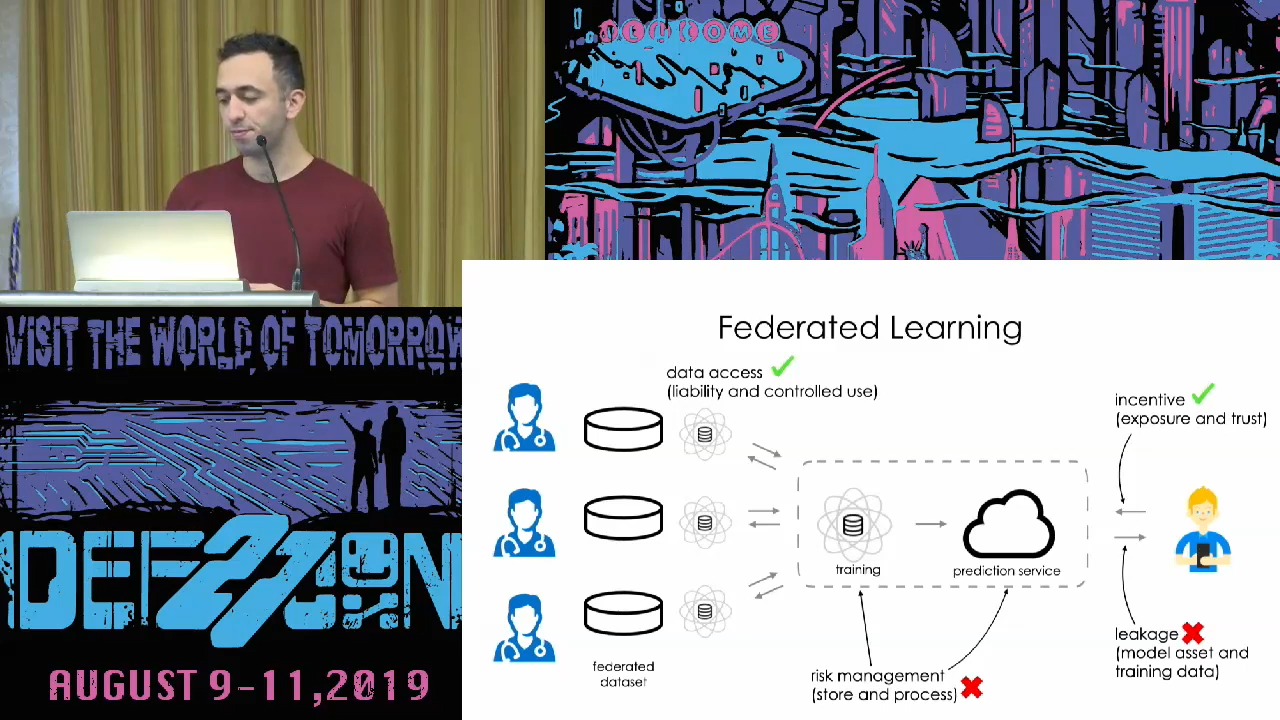 WELCOME
VISIT THE WORLD OF TOMORROW
DEF 27 CON
AUGUST 9-11,2019
Federated Learning
data access
(liability and controlled use)
incentive
(exposure and trust)
training
prediction service
leakage
(model asset and
training data)
risk management
(store and process)
federated
dataset